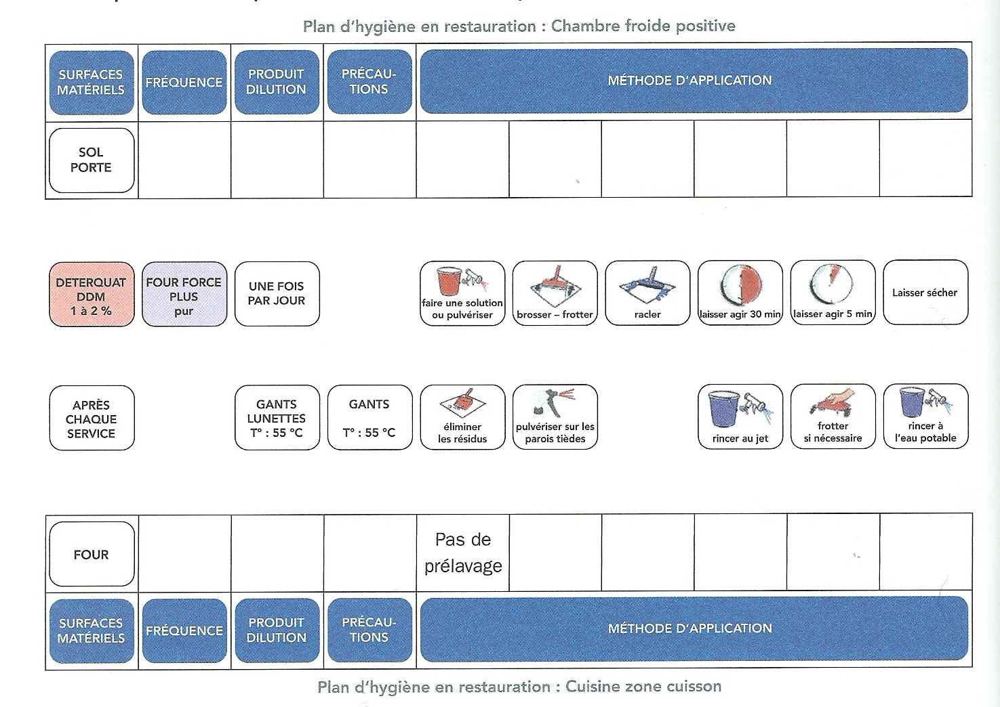 Plan d'hygiène en restauration : Chambre froide positive
SURFACES
MATÉRIELS
FRÉQUENCE
PRODUIT
DILUTION
PRÉCAU-
TIONS
MÉTHODE D'APPLICATION
SOL
PORTE
DETERQUAT
DDM
1 à 2 %
FOUR FORCE
PLUS
pur
UNE FOIS
PAR JOUR
faire une solution
ou pulvériser
brosser – frotter
racler
laisser agir 30 min
laisser agir 5 min
Laisser sécher
APRÈS
CHAQUE
SERVICE
GANTS
LUNETTES
T° : 55 °C
GANTS
T° : 55 °C
éliminer
les résidus
pulvériser sur les
parois tièdes
rincer au jet
frotter
si nécessaire
rincer à
l'eau potable
FOUR
Pas de
prélavage
SURFACES
MATÉRIELS
FRÉQUENCE
PRODUIT
DILUTION
PRÉCAU-
TIONS
MÉTHODE D'APPLICATION
Plan d'hygiène en restauration : Cuisine zone cuisson